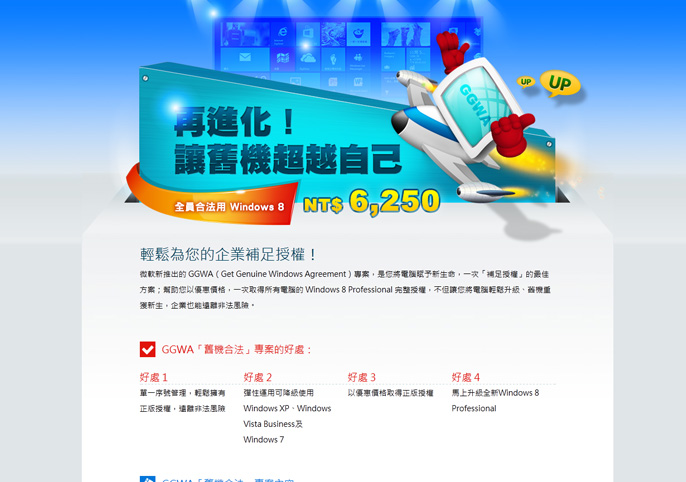 UP
UP
GGWA
再進化！
讓舊機超越自己
全員合法用 Windows 8
NT$ 6,250
輕鬆為您的企業補足授權！
微軟新推出的 GGWA（Get Genuine Windows Agreement）專案，是您將電腦賦予新生命，一次「補足授權」的最佳
方案；幫助您以優惠價格，一次取得所有電腦的 Windows 8 Professional 完整授權，不但讓您將電腦輕鬆升級、舊機重
獲新生，企業也能遠離非法風險。
GGWA「舊機合法」專案的好處：
好處 1
單一序號管理，輕鬆擁有
正版授權，遠離非法風險
好處 2
彈性運用可降級使用
Windows XP、Windows
Vista Business及
Windows 7
好處 3
以優惠價格取得正版授權
好處 4
馬上升級全新Windows 8
Professional
GGWA「舊機合法」專案內容